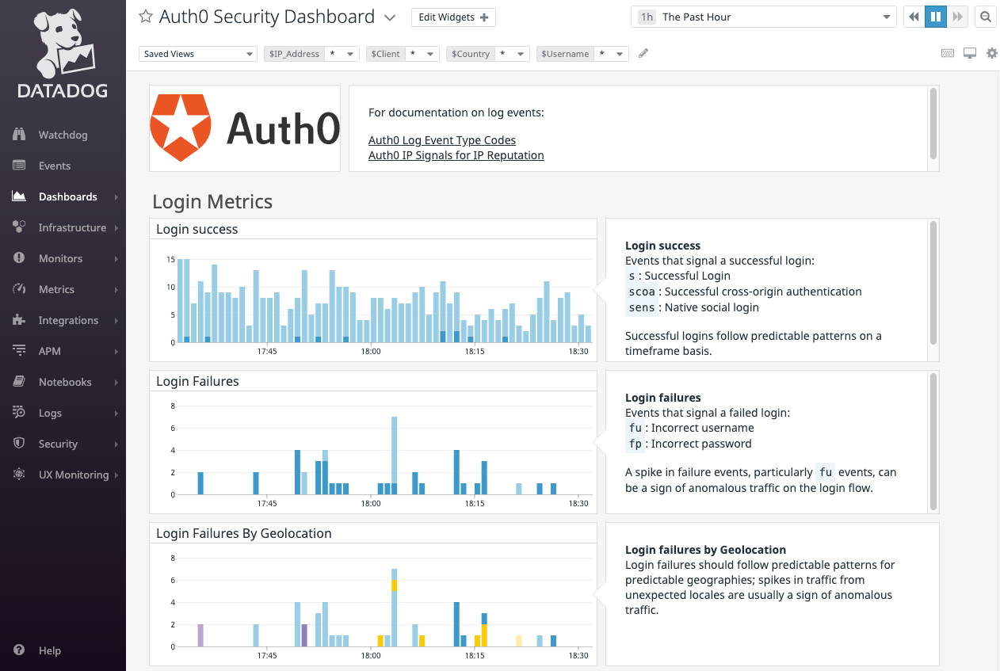 DATADOG
Watchdog
Events
Dashboards
Infrastructure
Monitors
Metrics
Integrations
APM
Notebooks
Logs
Security
UX Monitoring
Help
Auth0 Security Dashboard
Edit Widgets
1h The Past Hour
Saved Views
$IP_Address *
$Client *
$Country *
$Username *
Auth0
For documentation on log events:
Auth0 Log Event Type Codes
Auth0 IP Signals for IP Reputation
Login Metrics
Login success
15
10
5
0
17:45 18:00 18:15 18:30
Login success
Events that signal a successful login:
s : Successful Login
scoa : Successful cross-origin authentication
sens : Native social login
Successful logins follow predictable patterns on a
timeframe basis.
Login Failures
8
6
4
2
0
17:45 18:00 18:15 18:30
Login failures
Events that signal a failed login:
fu : Incorrect username
fp : Incorrect password
A spike in failure events, particularly fu events, can
be a sign of anomalous traffic on the login flow.
Login Failures By Geolocation
8
6
4
2
0
17:45 18:00 18:15 18:30
Login failures by Geolocation
Login failures should follow predictable patterns for
predictable geographies; spikes in traffic from
unexpected locales are usually a sign of anomalous
traffic.